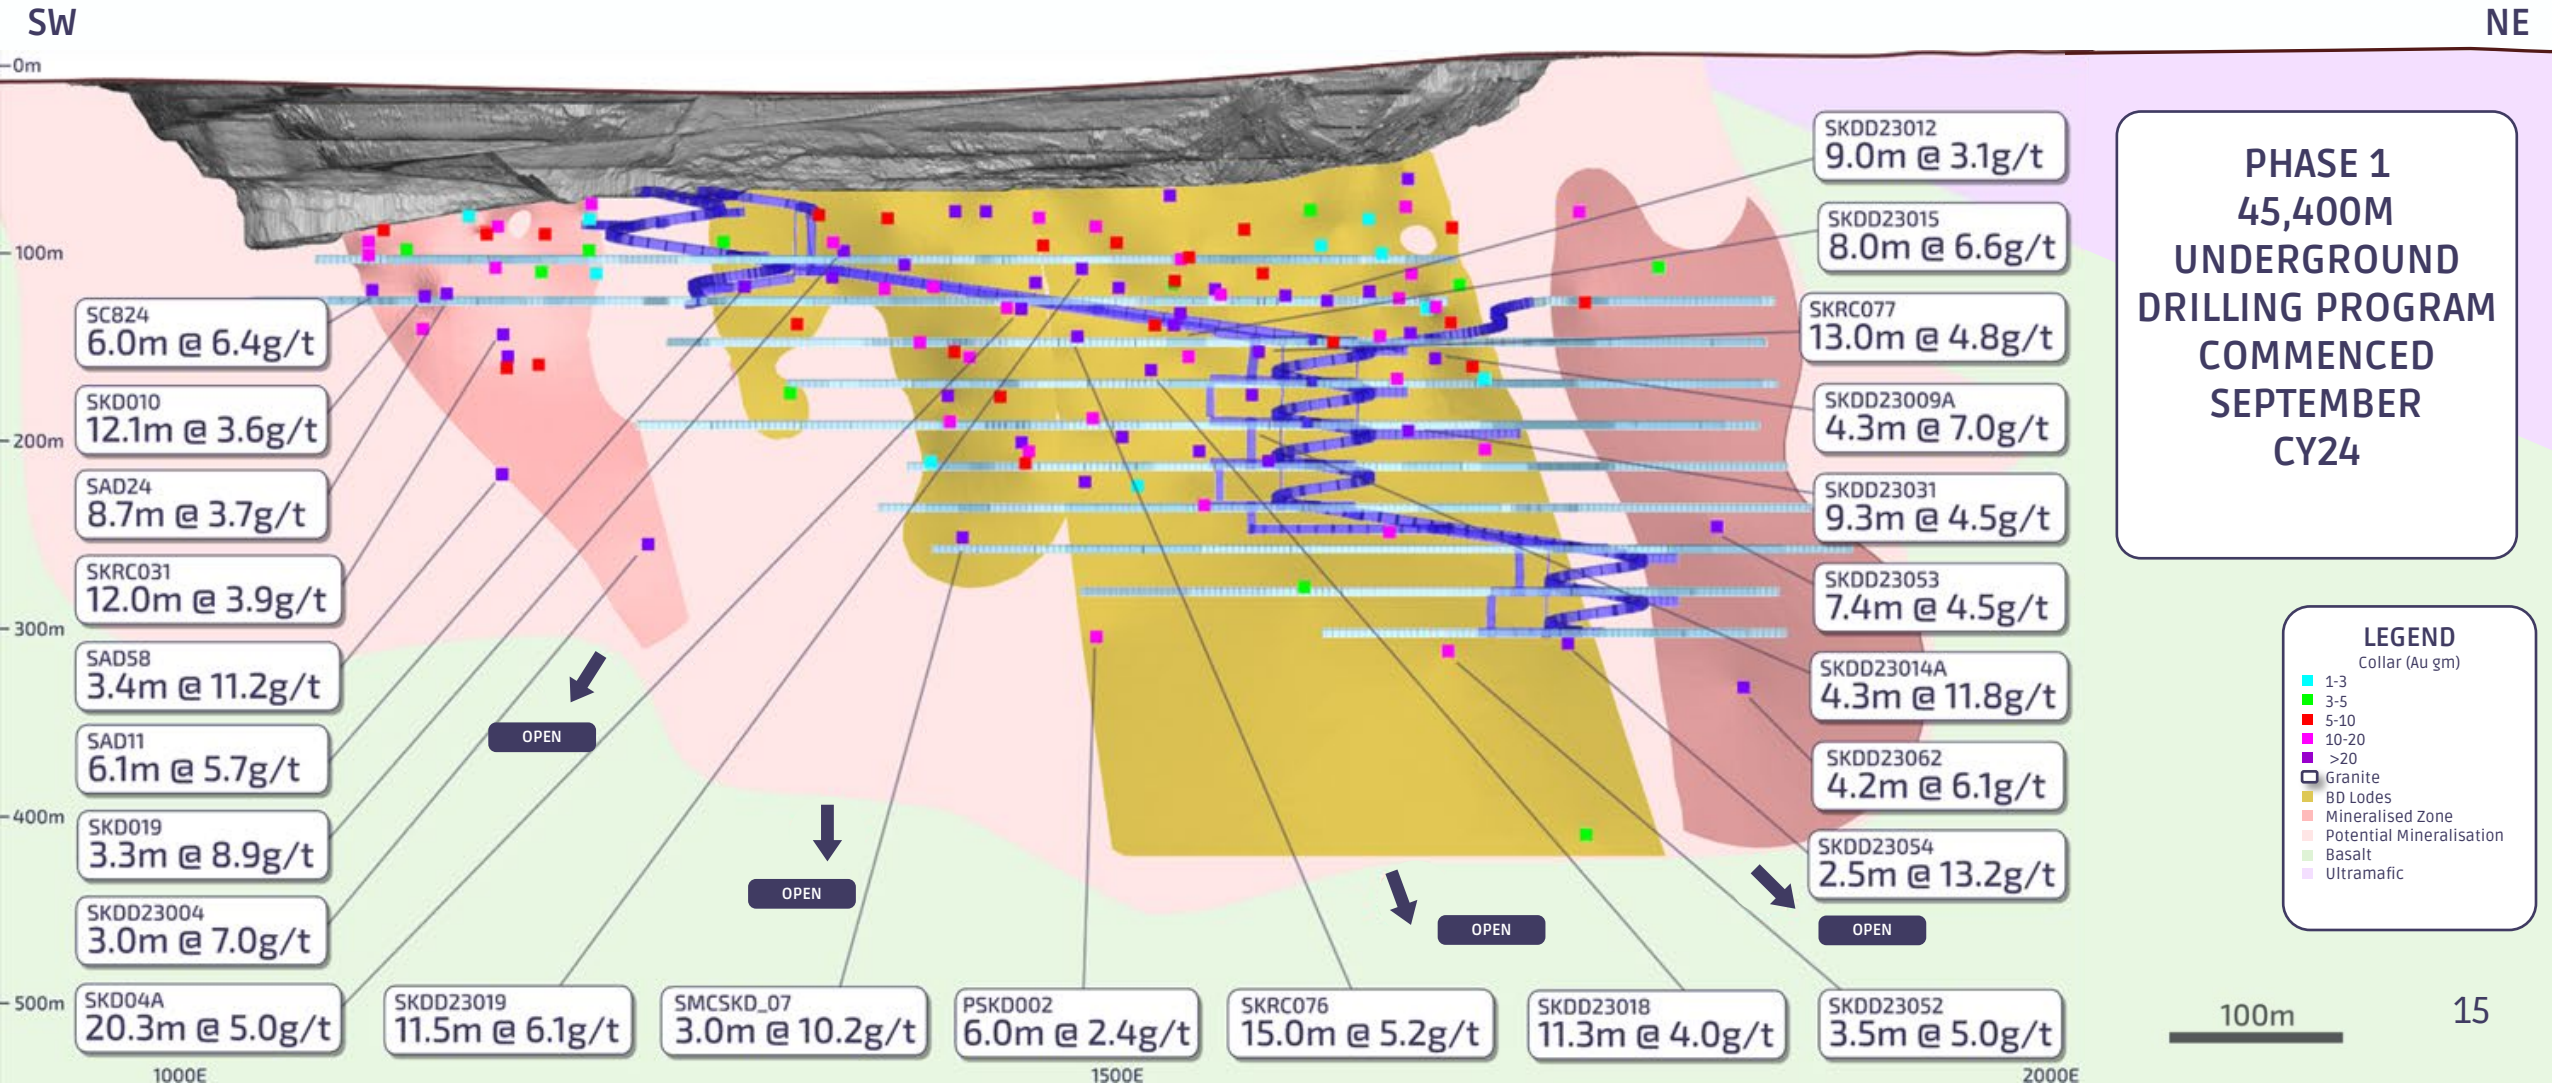 SW
NE
0m
100m
200m
300m
400m
500m
SC824
6.0m @ 6.4g/t
SKD010
12.1m @ 3.6g/t
SAD24
8.7m @ 3.7g/t
SKRC031
12.0m @ 3.9g/t
SAD58
3.4m @ 11.2g/t
SAD11
6.1m @ 5.7g/t
SKD019
3.3m @ 8.9g/t
SKDD23004
3.0m @ 7.0g/t
SKD04A
20.3m @ 5.0g/t
SKDD23019
11.5m @ 6.1g/t
SMCSKD_07
3.0m @ 10.2g/t
PSKD002
6.0m @ 2.4g/t
SKRC076
15.0m @ 5.2g/t
SKDD23018
11.3m @ 4.0g/t
SKDD23052
3.5m @ 5.0g/t
SKDD23012
9.0m @ 3.1g/t
SKDD23015
8.0m @ 6.6g/t
SKRC077
13.0m @ 4.8g/t
SKDD23009A
4.3m @ 7.0g/t
SKDD23031
9.3m @ 4.5g/t
SKDD23053
7.4m @ 4.5g/t
SKDD23014A
4.3m @ 11.8g/t
SKDD23062
4.2m @ 6.1g/t
SKDD23054
2.5m @ 13.2g/t
OPEN
OPEN
OPEN
OPEN
PHASE 1
45,400M
UNDERGROUND
DRILLING PROGRAM
COMMENCED
SEPTEMBER
CY24
LEGEND
Collar (Au gm)
1-3
3-5
5-10
10-20
>20
Granite
BD Lodes
Mineralised Zone
Potential Mineralisation
Basalt
Ultramafic
100m
15
1000E
1500E
2000E